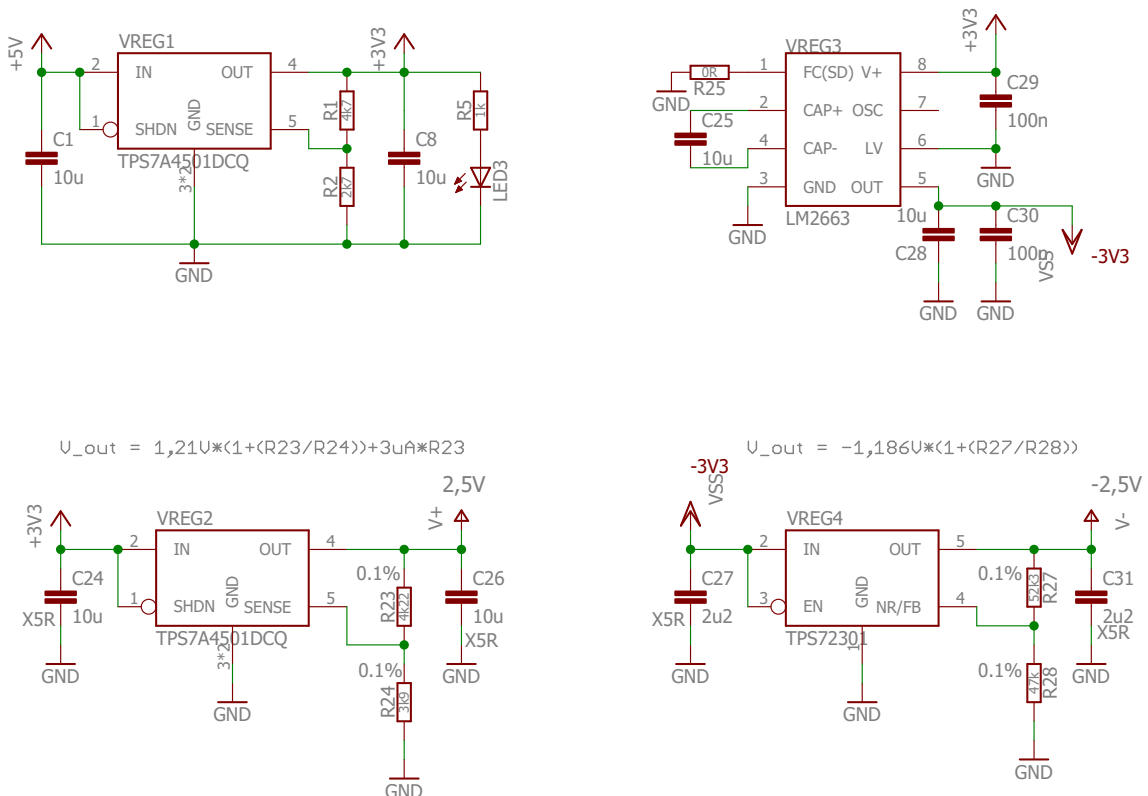 +5V
VREG1
2
IN
OUT
4
1
SHDN
GND
SENSE
5
TPS7A4501DCQ
3*2
C1
10u
R1
4k7
R2
2k7
+3V3
C8
10u
R5
1k
LED3
GND
VREG3
0R
R25
GND
1
FC(SD)
V+
8
2
CAP+
OSC
7
4
CAP-
LV
6
3
GND
OUT
5
LM2663
C25
10u
GND
+3V3
C29
100n
GND
10u
C28
GND
C30
100n
GND
VSS
-3V3
V_out = 1,21V*(1+(R23/R24))+3uA*R23
+3V3
VREG2
2
IN
OUT
4
1
SHDN
GND
SENSE
5
TPS7A4501DCQ
3*2
GND
C24
X5R
10u
GND
0.1%
R23
4k22
0.1%
R24
3k9
GND
2,5V
V+
C26
10u
X5R
GND
V_out = -1,186V*(1+(R27/R28))
-3V3
VSS
VREG4
2
IN
OUT
5
3
EN
GND
NR/FB
4
TPS72301
1
GND
C27
X5R
2u2
GND
0.1%
R27
52k3
0.1%
R28
47k
GND
-2,5V
V-
C31
2u2
X5R
GND